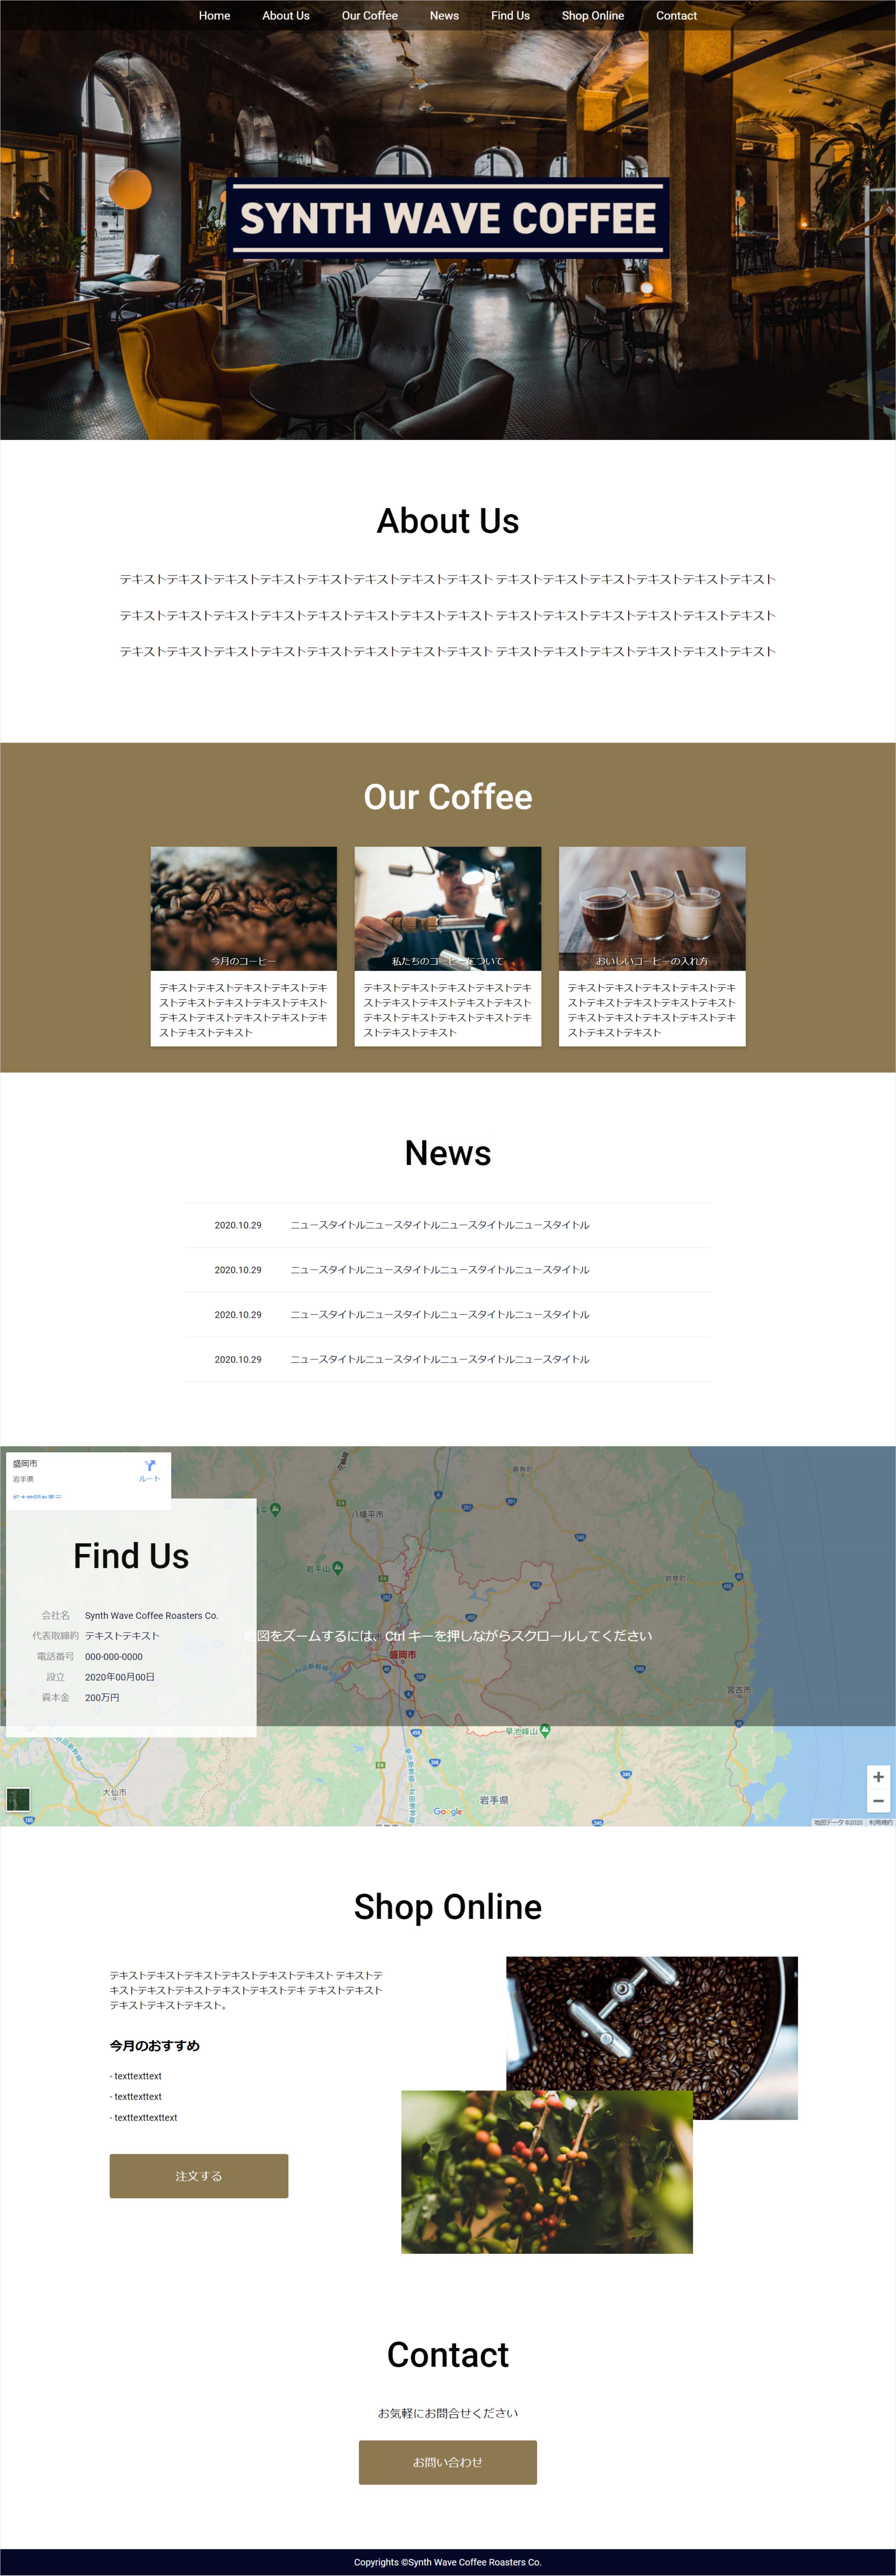 Home About Us Our Coffee News Find Us Shop Online Contact
SYNTH WAVE COFFEE
About Us
テキストテキストテキストテキストテキストテキストテキストテキスト テキストテキストテキストテキストテキストテキスト
テキストテキストテキストテキストテキストテキストテキストテキスト テキストテキストテキストテキストテキストテキスト
テキストテキストテキストテキストテキストテキストテキストテキスト テキストテキストテキストテキストテキストテキスト
Our Coffee
今月のコーヒー
テキストテキストテキストテキストテキ
ストテキストテキストテキストテキスト
テキストテキストテキストテキストテキ
ストテキストテキスト
私たちのコーヒーについて
テキストテキストテキストテキストテキ
ストテキストテキストテキストテキスト
テキストテキストテキストテキストテキ
ストテキストテキスト
おいしいコーヒーの入れ方
テキストテキストテキストテキストテキ
ストテキストテキストテキストテキスト
テキストテキストテキストテキストテキ
ストテキストテキスト
News
2020.10.29 ニュースタイトルニュースタイトルニュースタイトルニュースタイトル
2020.10.29 ニュースタイトルニュースタイトルニュースタイトルニュースタイトル
2020.10.29 ニュースタイトルニュースタイトルニュースタイトルニュースタイトル
2020.10.29 ニュースタイトルニュースタイトルニュースタイトルニュースタイトル
盛岡市
岩手県
ルート
Find Us
会社名 Synth Wave Coffee Roasters Co.
代表取締約 テキストテキスト
電話番号 000-000-0000
設立 2020年00月00日
資本金 200万円
地図をズームするには、Ctrl キーを押しながらスクロールしてください
八幡平市
岩手山
盛岡市
岩泉町
宮古市
早池峰山
大仙市
岩手県
Google
地図データ ©2020 利用規約
Shop Online
テキストテキストテキストテキストテキストテキスト テキストテ
キストテキストテキストテキストテキストテキ テキストテキスト
テキストテキストテキスト。
今月のおすすめ
- texttexttext
- texttexttext
- texttexttexttext
注文する
Contact
お気軽にお問合せください
お問い合わせ
Copyrights ©Synth Wave Coffee Roasters Co.